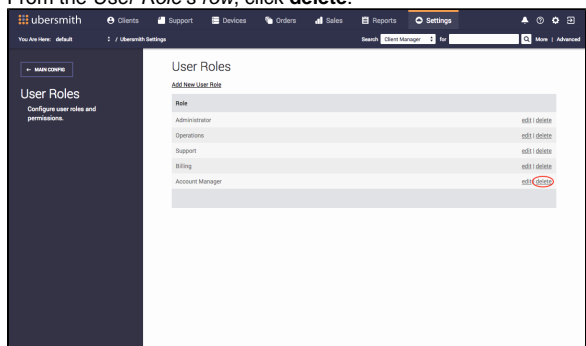 From the User Role's row, click delete.
ubersmith Clients Support Devices Orders Sales Reports Settings
You Are Here: default / Ubersmith Settings Search Client Manager for More | Advanced
← MAIN CONFIG
User Roles
Configure user roles and
permissions.
User Roles
Add New User Role
Role
Administrator edit | delete
Operations edit | delete
Support edit | delete
Billing edit | delete
Account Manager edit | delete